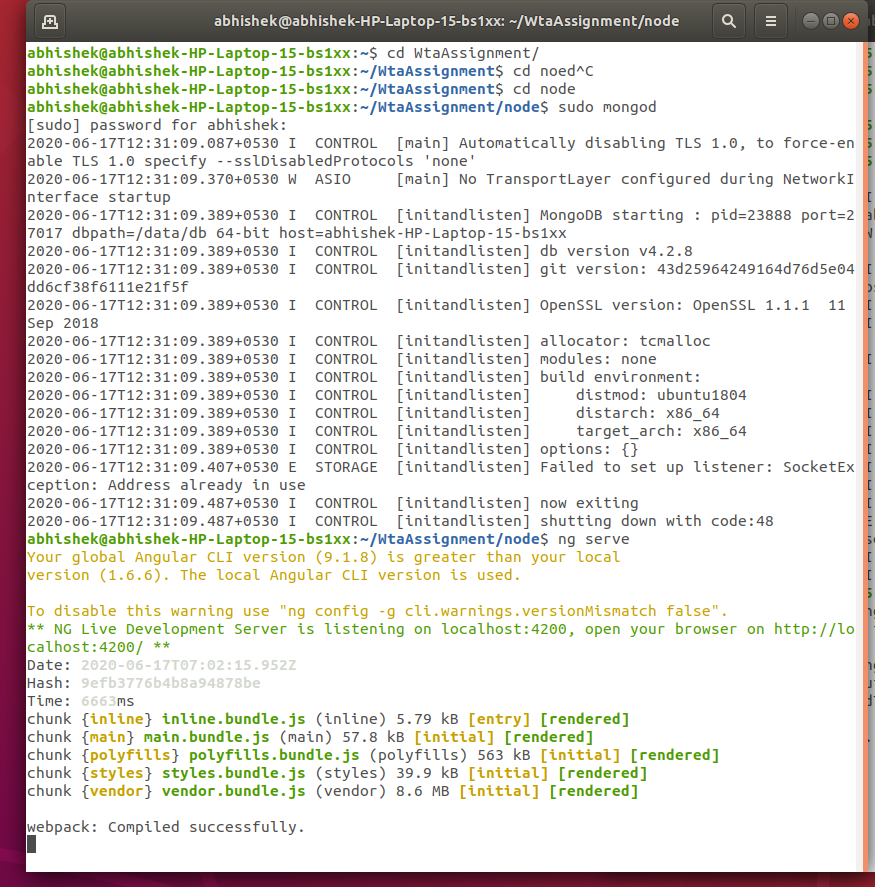 abhishek@abhishek-HP-Laptop-15-bs1xx: ~/WtaAssignment/node
abhishek@abhishek-HP-Laptop-15-bs1xx:~$ cd WtaAssignment/
abhishek@abhishek-HP-Laptop-15-bs1xx:~/WtaAssignment$ cd noed^C
abhishek@abhishek-HP-Laptop-15-bs1xx:~/WtaAssignment$ cd node
abhishek@abhishek-HP-Laptop-15-bs1xx:~/WtaAssignment/node$ sudo mongod
[sudo] password for abhishek:
2020-06-17T12:31:09.087+0530 I  CONTROL  [main] Automatically disabling TLS 1.0, to force-en
able TLS 1.0 specify --sslDisabledProtocols 'none'
2020-06-17T12:31:09.370+0530 W  ASIO     [main] No TransportLayer configured during NetworkI
nterface startup
2020-06-17T12:31:09.389+0530 I  CONTROL  [initandlisten] MongoDB starting : pid=23888 port=2
7017 dbpath=/data/db 64-bit host=abhishek-HP-Laptop-15-bs1xx
2020-06-17T12:31:09.389+0530 I  CONTROL  [initandlisten] db version v4.2.8
2020-06-17T12:31:09.389+0530 I  CONTROL  [initandlisten] git version: 43d25964249164d76d5e04
dd6cf38f6111e21f5f
2020-06-17T12:31:09.389+0530 I  CONTROL  [initandlisten] OpenSSL version: OpenSSL 1.1.1  11
Sep 2018
2020-06-17T12:31:09.389+0530 I  CONTROL  [initandlisten] allocator: tcmalloc
2020-06-17T12:31:09.389+0530 I  CONTROL  [initandlisten] modules: none
2020-06-17T12:31:09.389+0530 I  CONTROL  [initandlisten] build environment:
2020-06-17T12:31:09.389+0530 I  CONTROL  [initandlisten]     distmod: ubuntu1804
2020-06-17T12:31:09.389+0530 I  CONTROL  [initandlisten]     distarch: x86_64
2020-06-17T12:31:09.389+0530 I  CONTROL  [initandlisten]     target_arch: x86_64
2020-06-17T12:31:09.389+0530 I  CONTROL  [initandlisten] options: {}
2020-06-17T12:31:09.407+0530 E  STORAGE  [initandlisten] Failed to set up listener: SocketEx
ception: Address already in use
2020-06-17T12:31:09.487+0530 I  CONTROL  [initandlisten] now exiting
2020-06-17T12:31:09.487+0530 I  CONTROL  [initandlisten] shutting down with code:48
abhishek@abhishek-HP-Laptop-15-bs1xx:~/WtaAssignment/node$ ng serve
Your global Angular CLI version (9.1.8) is greater than your local
version (1.6.6). The local Angular CLI version is used.
To disable this warning use "ng config -g cli.warnings.versionMismatch false".
** NG Live Development Server is listening on localhost:4200, open your browser on http://lo
calhost:4200/ **
Date: 2020-06-17T07:02:15.952Z
Hash: 9efb3776b4b8a94878be
Time: 6663ms
chunk {inline} inline.bundle.js (inline) 5.79 kB [entry] [rendered]
chunk {main} main.bundle.js (main) 57.8 kB [initial] [rendered]
chunk {polyfills} polyfills.bundle.js (polyfills) 563 kB [initial] [rendered]
chunk {styles} styles.bundle.js (styles) 39.9 kB [initial] [rendered]
chunk {vendor} vendor.bundle.js (vendor) 8.6 MB [initial] [rendered]
webpack: Compiled successfully.